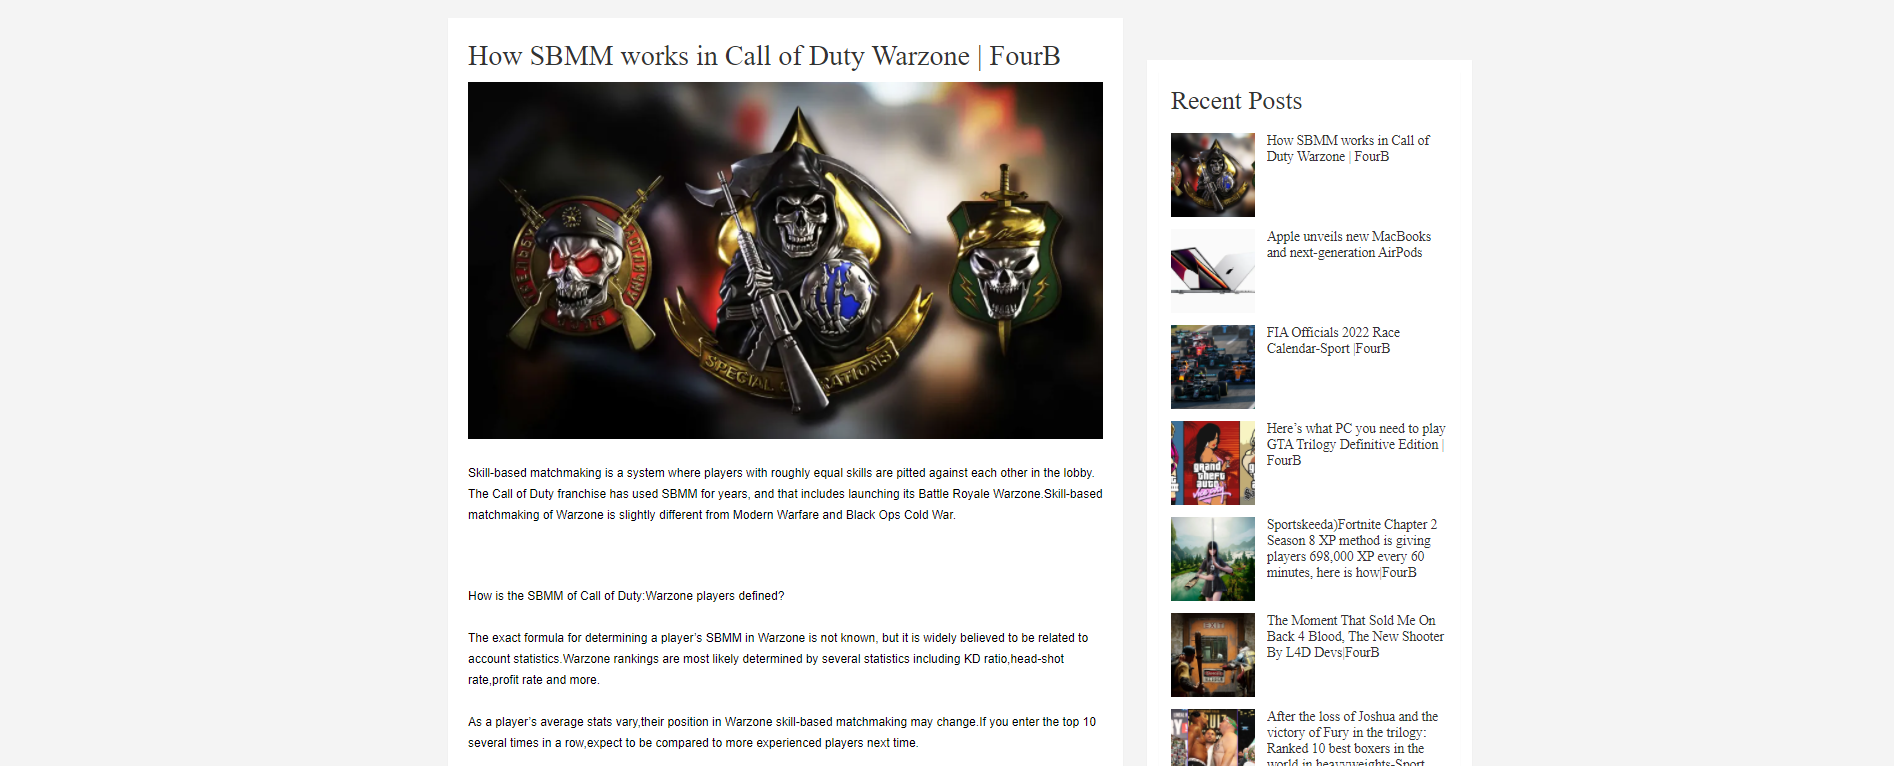 How SBMM works in Call of Duty Warzone | FourB
SPECIAL
Skill-based matchmaking is a system where players with roughly equal skills are pitted against each other in the lobby.
The Call of Duty franchise has used SBMM for years, and that includes launching its Battle Royale Warzone.Skill-based
matchmaking of Warzone is slightly different from Modern Warfare and Black Ops Cold War.
How is the SBMM of Call of Duty:Warzone players defined?
The exact formula for determining a player’s SBMM in Warzone is not known, but it is widely believed to be related to
account statistics.Warzone rankings are most likely determined by several statistics including KD ratio,head-shot
rate,profit rate and more.
As a player’s average stats vary,their position in Warzone skill-based matchmaking may change.If you enter the top 10
several times in a row,expect to be compared to more experienced players next time.
Recent Posts
How SBMM works in Call of
Duty Warzone | FourB
Apple unveils new MacBooks
and next-generation AirPods
FIA Officials 2022 Race
Calendar-Sport |FourB
grand
theft
auto
Here’s what PC you need to play
GTA Trilogy Definitive Edition |
FourB
Sportskeeda)Fortnite Chapter 2
Season 8 XP method is giving
players 698,000 XP every 60
minutes, here is how|FourB
The Moment That Sold Me On
Back 4 Blood, The New Shooter
By L4D Devs|FourB
After the loss of Joshua and the
victory of Fury in the trilogy:
Ranked 10 best boxers in the
world in heavyweights-Sport